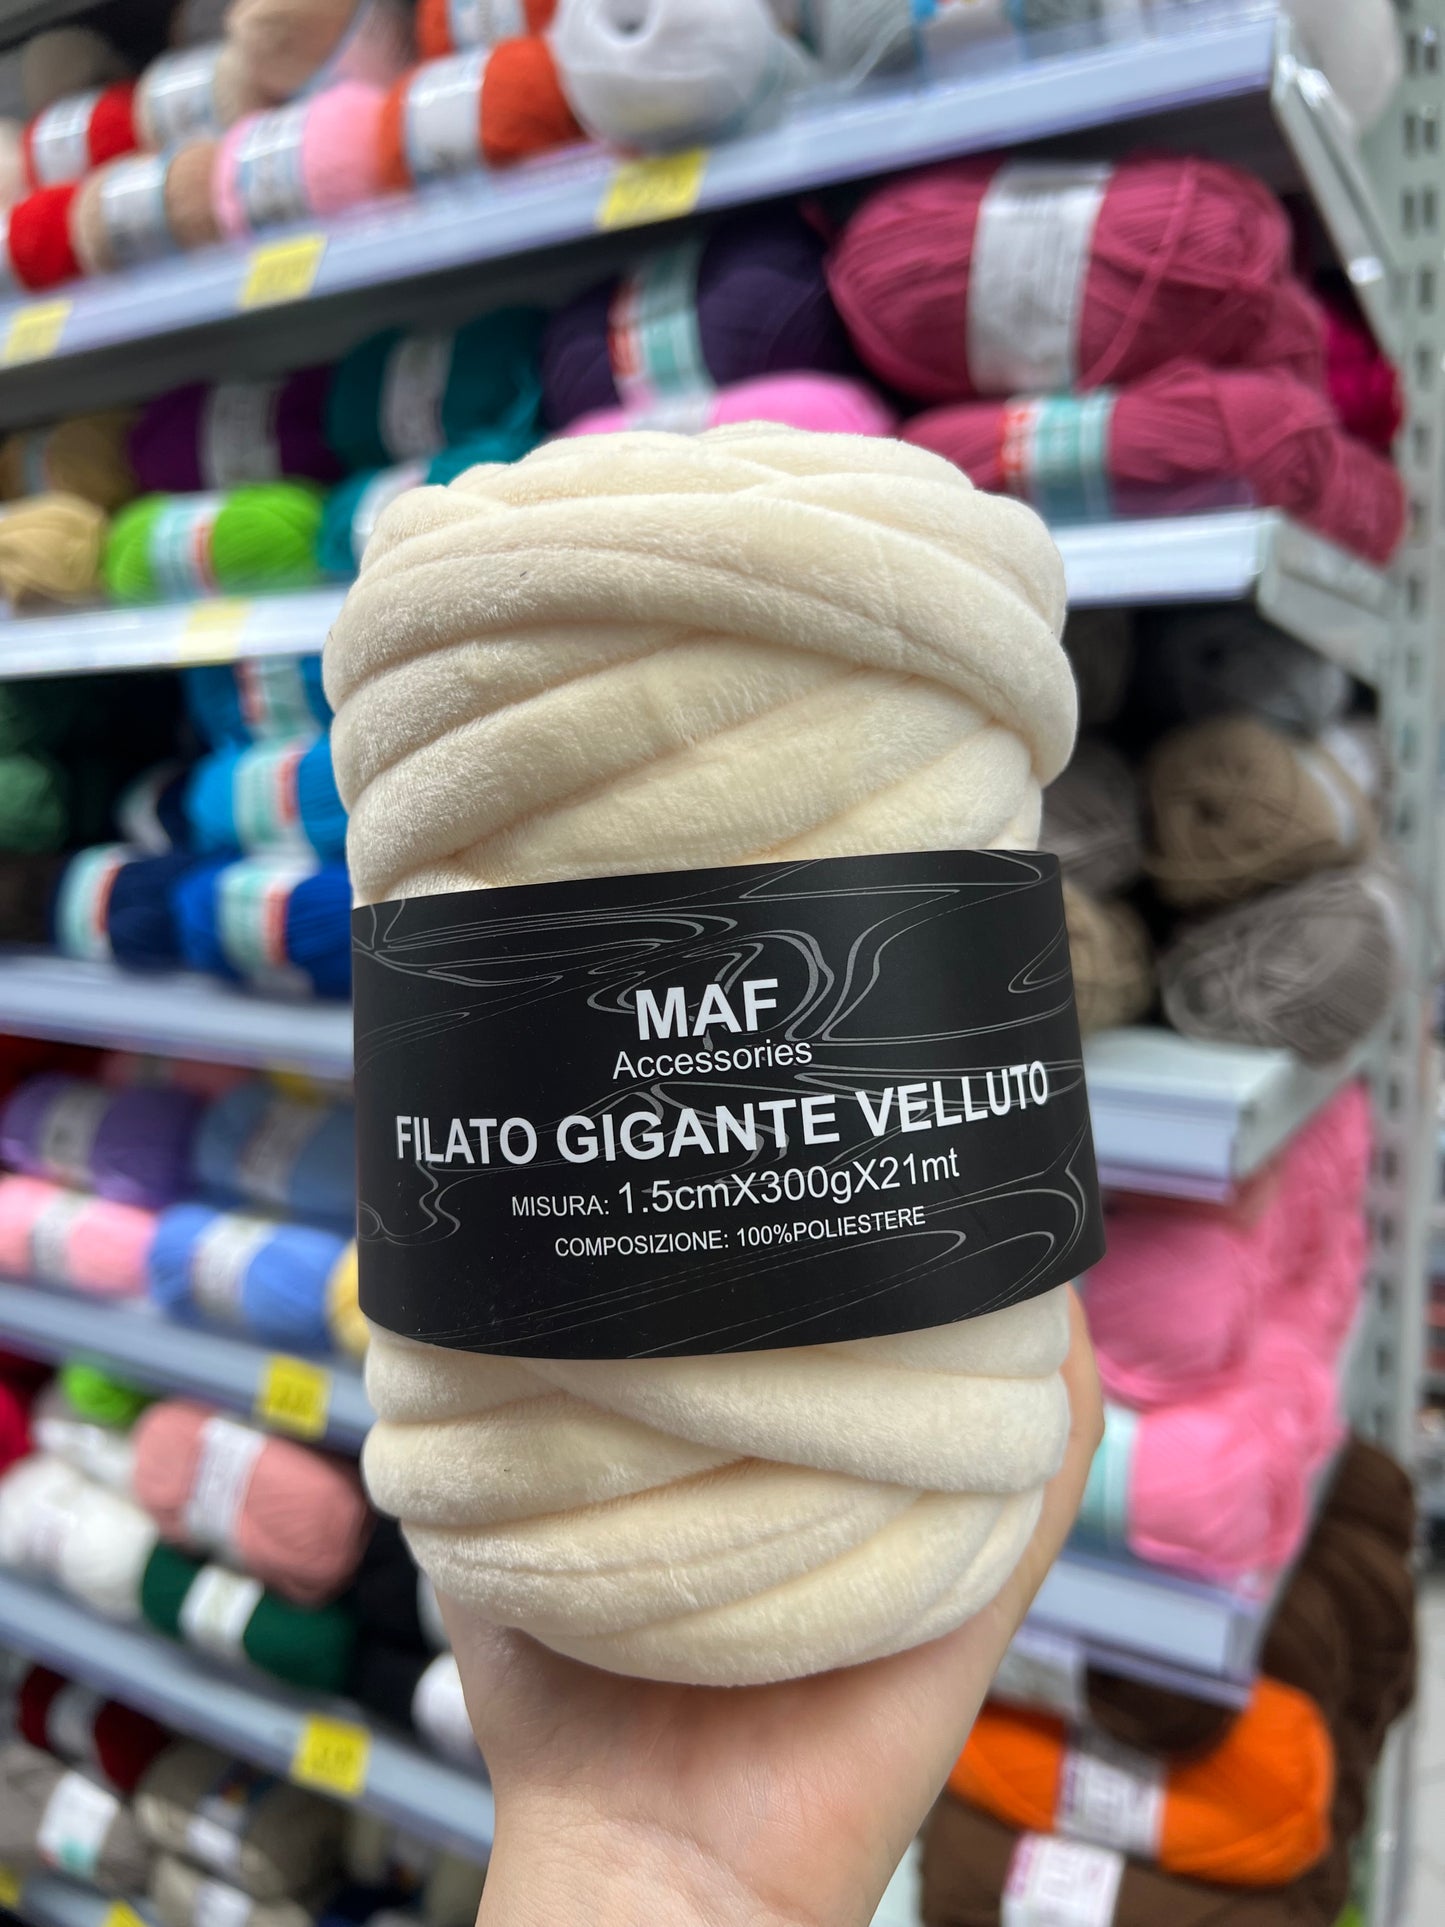 MAF
Accessories
FILATO GIGANTE VELLUTO
MISURA: 1.5cmX300gX21mt
COMPOSIZIONE: 100%POLIESTERE